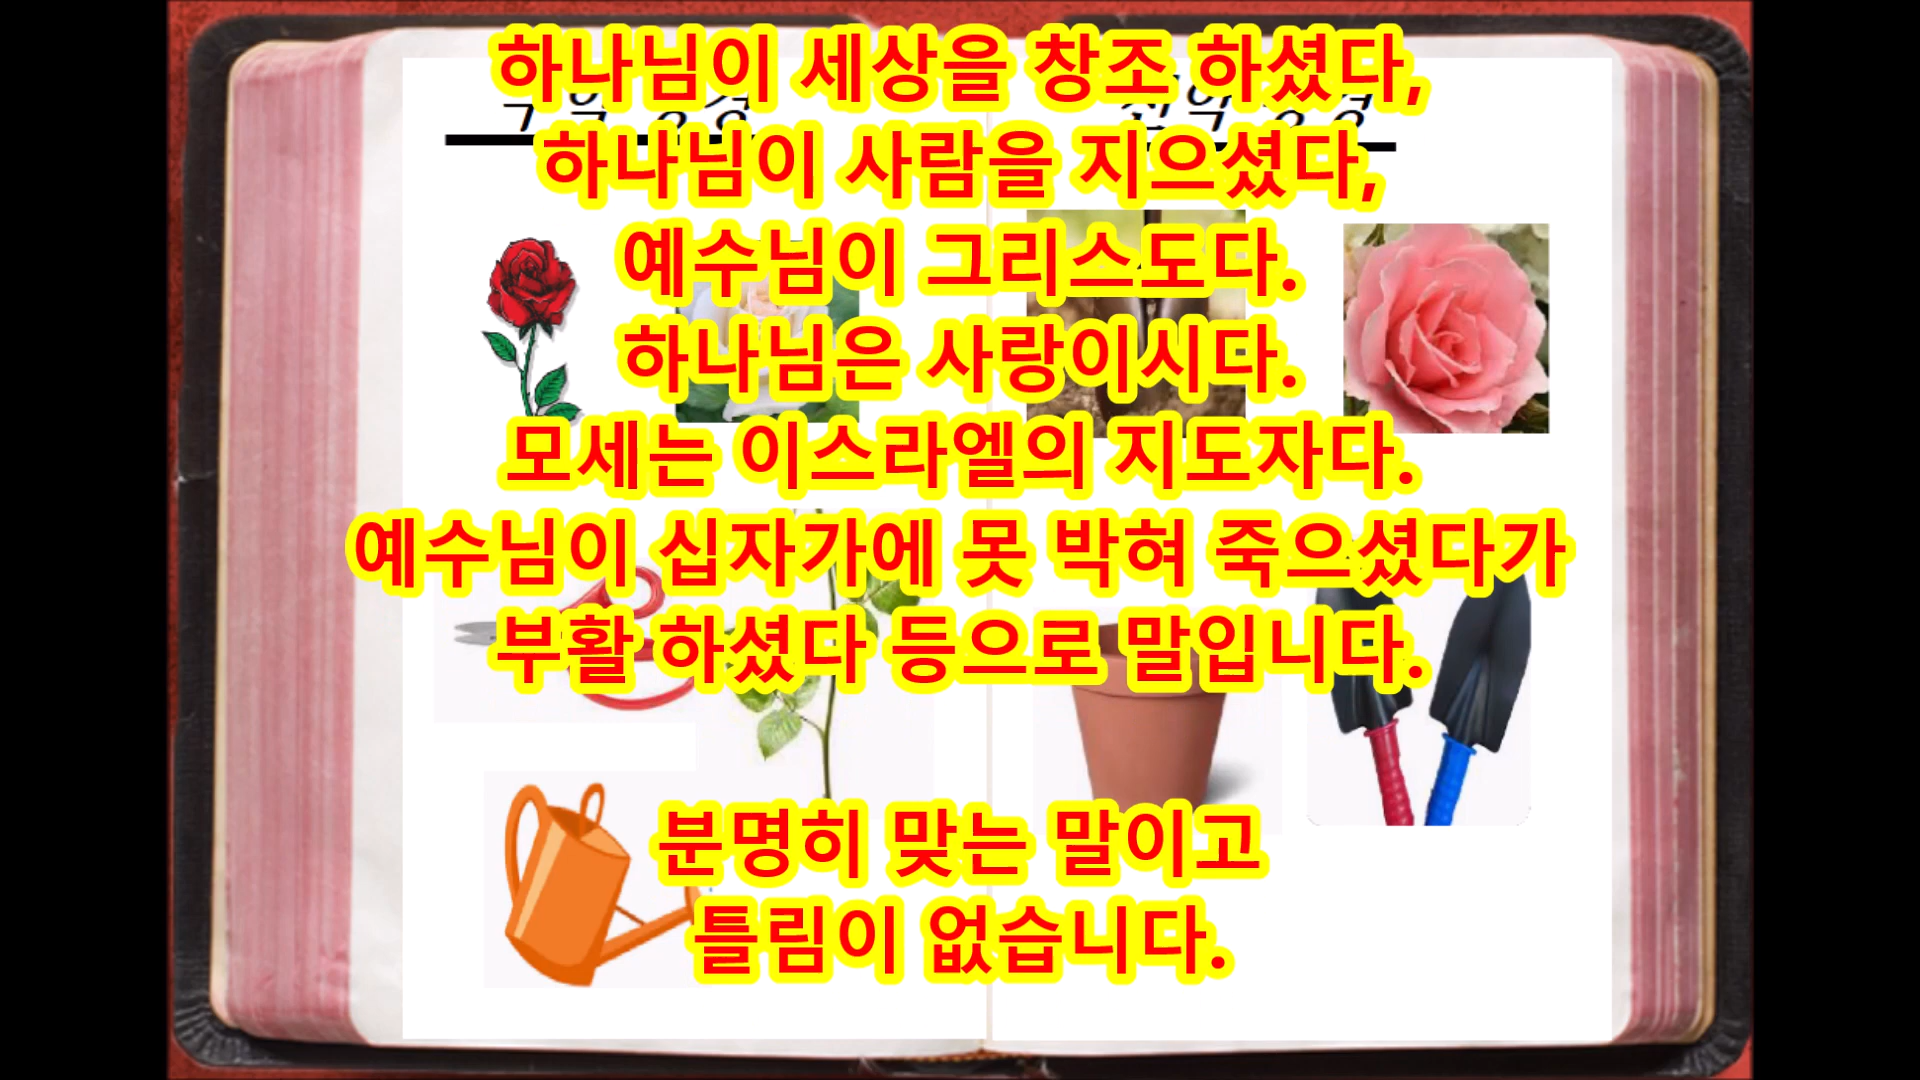 하나님이 세상을 창조 하셨다,
하나님이 사람을 지으셨다,
예수님이 그리스도다.
하나님은 사랑이시다.
모세는 이스라엘의 지도자다.
예수님이 십자가에 못 박혀 죽으셨다가
부활 하셨다 등으로 말입니다.
분명히 맞는 말이고
틀림이 없습니다.